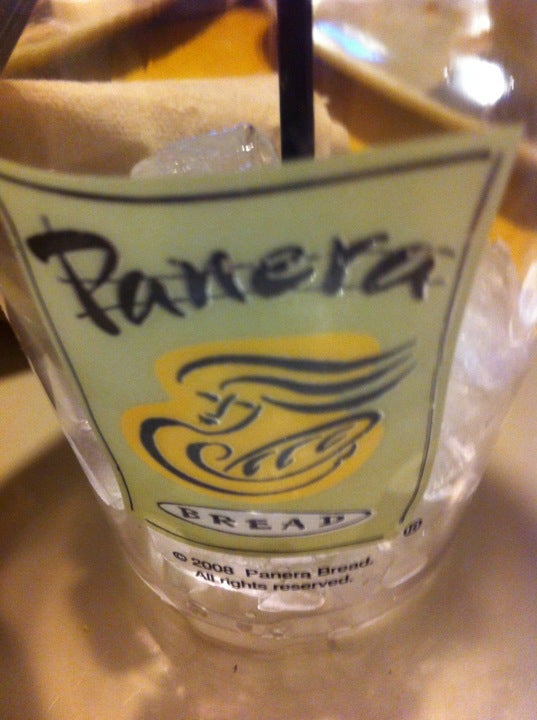 Panera
BREAD
© 2008 Panera Bread.
All rights reserved.